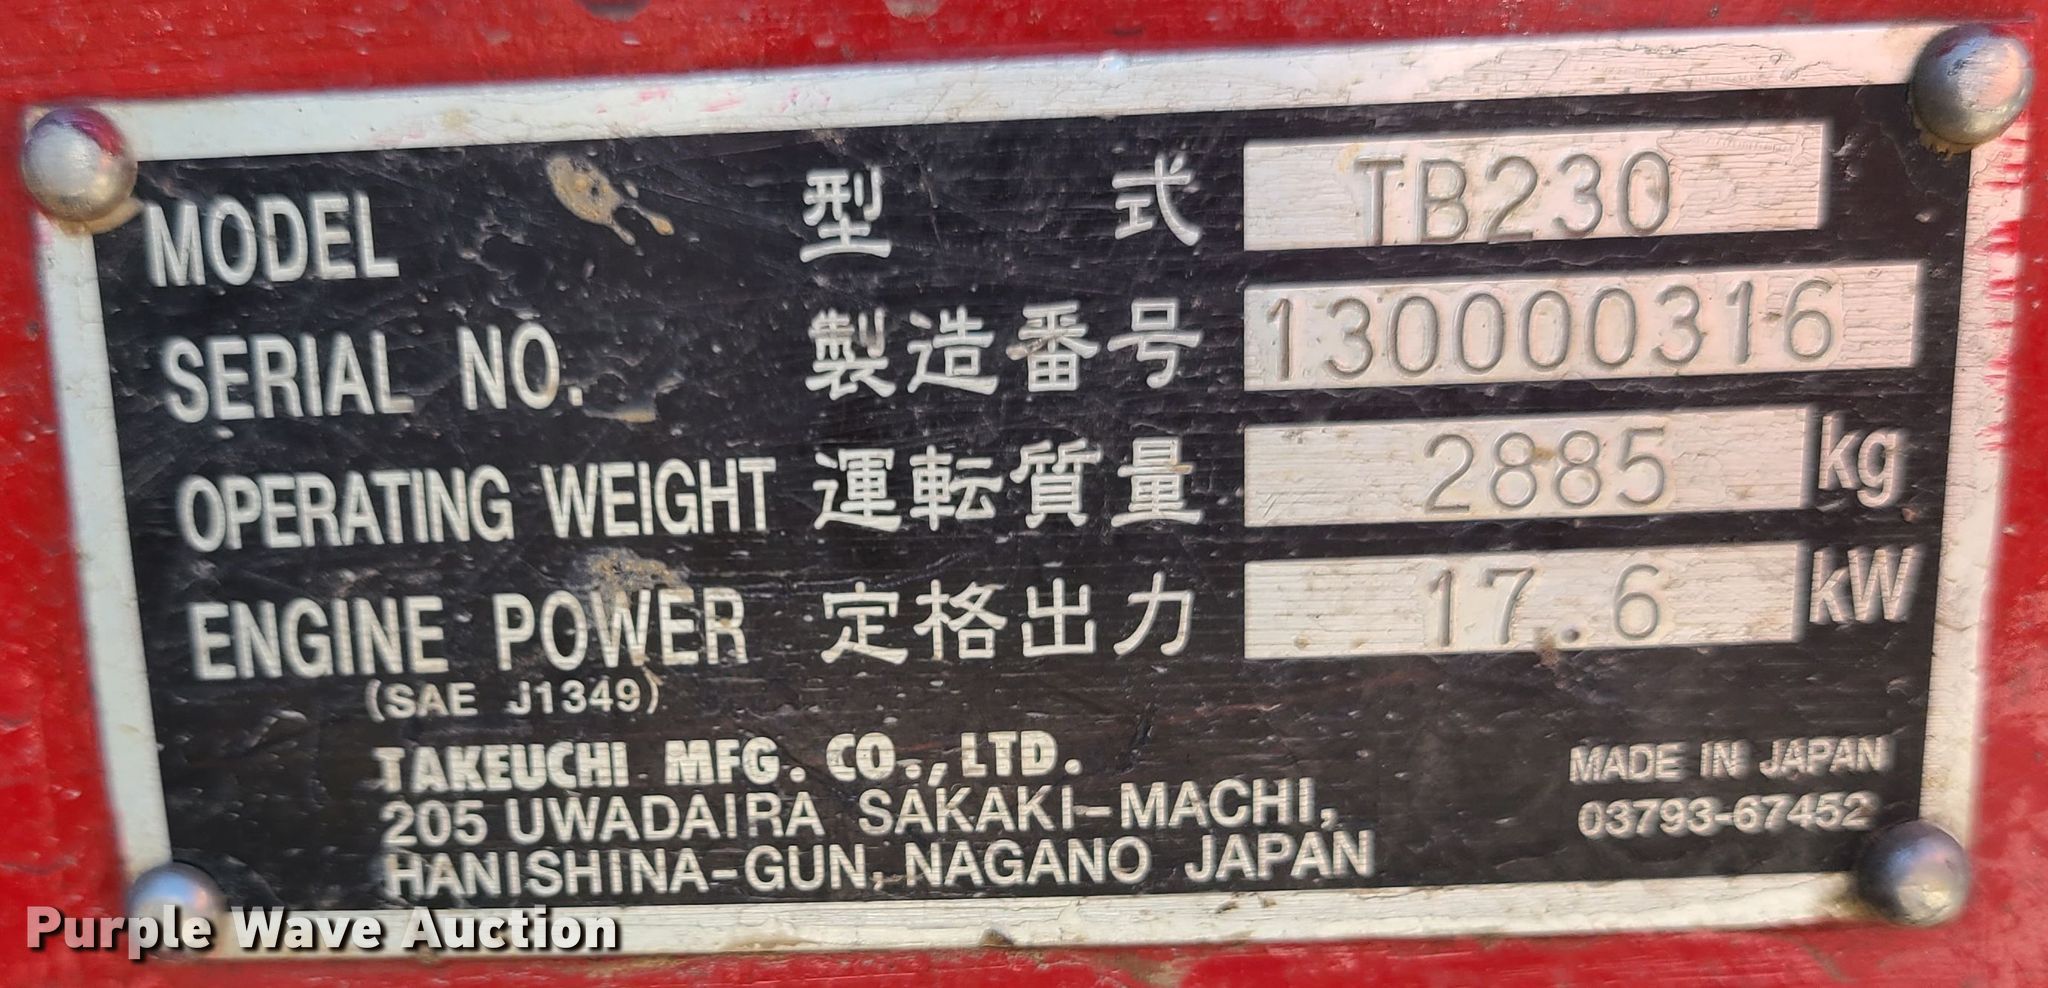 MODEL 型式 TB230
SERIAL NO. 製造番号 130000316
OPERATING WEIGHT 運転質量 2885 kg
ENGINE POWER 定格出力 17.6 kW
(SAE J1349)
TAKEUCHI MFG. CO., LTD.
205 UWADAIRA SAKAKI-MACHI,
HANISHINA-GUN, NAGANO JAPAN
MADE IN JAPAN
03793-67452
Purple Wave Auction